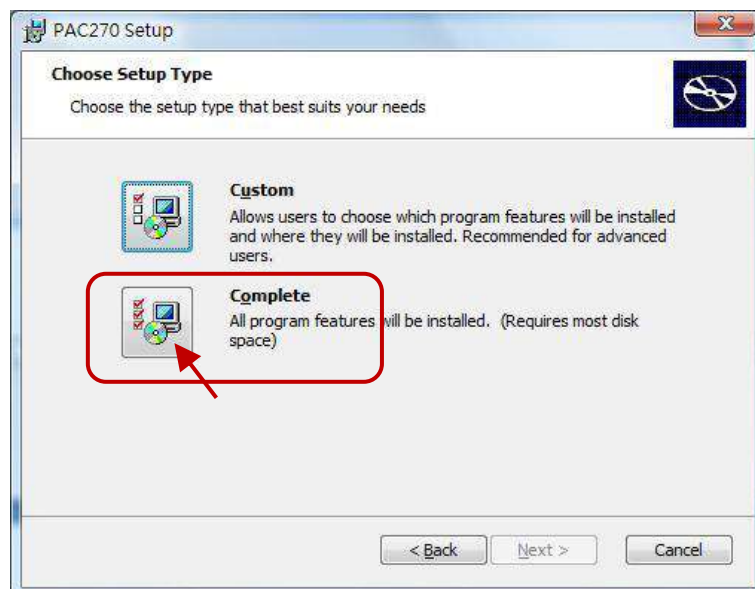 PAC270 Setup
Choose Setup Type
Choose the setup type that best suits your needs
Custom
Allows users to choose which program features will be installed
and where they will be installed. Recommended for advanced
users.
Complete
All program features will be installed. (Requires most disk
space)
< Back
Next >
Cancel